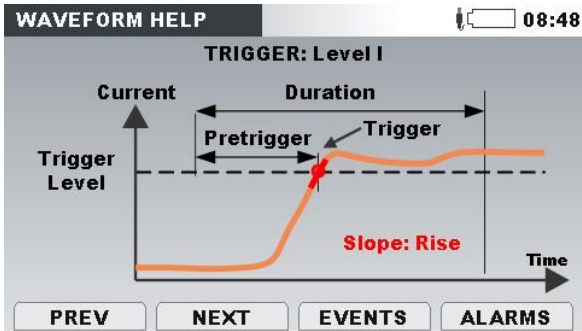 WAVEFORM HELP 08:48
TRIGGER: Level I
Current
Duration
Pretrigger
Trigger
Trigger
Level
Slope: Rise
Time
PREV NEXT EVENTS ALARMS